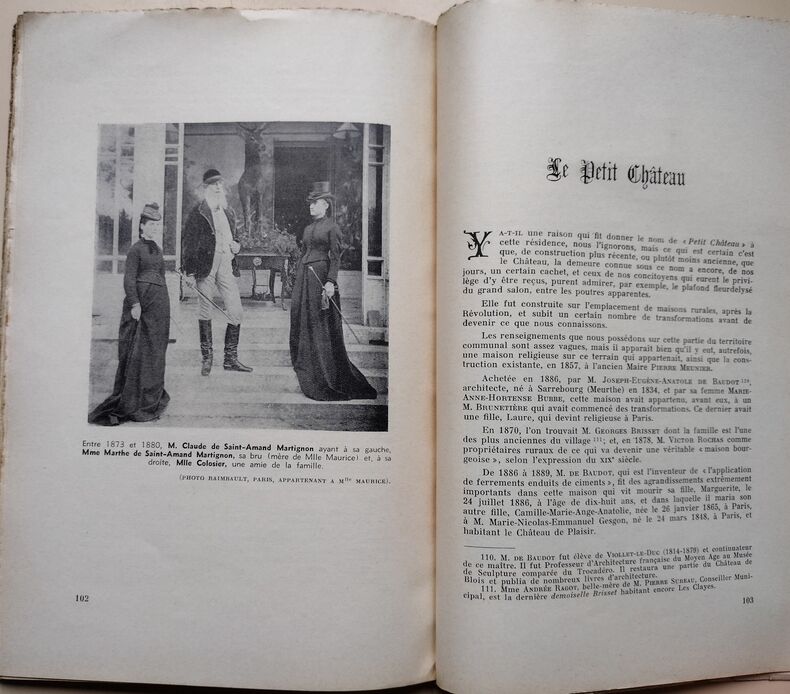 Entre 1873 et 1880, M. Claude de Saint-Amand Martignon ayant à sa gauche,
Mme Marthe de Saint-Amand Martignon, sa bru (mère de Mlle Maurice) et, à sa
droite, Mlle Colosier, une amie de la famille.
(PHOTO RAIMBAULT, PARIS, APPARTENANT A Mlle MAURICE).
102
Le Petit Château
Y A-T-IL une raison qui fit donner le nom de « Petit Château » à
cette résidence, nous l'ignorons, mais ce qui est certain c'est
que, de construction plus récente, ou plutôt moins ancienne, que
le Château, la demeure connue sous ce nom a encore, de nos
jours, un certain cachet, et ceux de nos concitoyens qui eurent le privi-
lège d'y être reçus, purent admirer, par exemple, le plafond fleurdelysé
du grand salon, entre les poutres apparentes.
Elle fut construite sur l'emplacement de maisons rurales, après la
Révolution, et subit un certain nombre de transformations avant de
devenir ce que nous connaissons.
Les renseignements que nous possédons sur cette partie du territoire
communal sont assez vagues, mais il apparaît bien qu'il y eut, autrefois,
une maison religieuse sur ce terrain qui appartenait, ainsi que la con-
struction existante, en 1857, à l'ancien Maire PIERRE MEUNIER.
Achetée en 1886, par M. JOSEPH-EUGÈNE-ANATOLE DE BAUDOT 110,
architecte, né à Sarrebourg (Meurthe) en 1834, et par sa femme MARIE-
ANNE-HORTENSE BUBBE, cette maison avait appartenu, avant eux, à un
M. BRUNETIÈRE qui avait commencé des transformations. Ce dernier avait
une fille, Laure, qui devint religieuse à Paris.
En 1870, l'on trouvait M. GEORGES BRISSET dont la famille est l'une
des plus anciennes du village 111; et, en 1878, M. VICTOR ROCHAS comme
propriétaires ruraux de ce qui va devenir une véritable « maison bour-
geoise », selon l'expression du XIXe siècle.
De 1886 à 1889, M. DE BAUDOT, qui est l'inventeur de « l'application
de ferrements enduits de ciments », fit des agrandissements extrêmement
importants dans cette maison qui vit mourir sa fille, Marguerite, le
24 juillet 1886, à l'âge de dix-huit ans, et dans laquelle il maria son
autre fille, Camille-Marie-Ange-Anatolie, née le 26 janvier 1865, à Paris,
à M. Marie-Nicolas-Emmanuel Gesgon, né le 24 mars 1848, à Paris, et
habitant le Château de Plaisir.
110. M. DE BAUDOT fut élève de VIOLLET-LE-DUC (1814-1879) et continuateur
de ce maître. Il fut Professeur d'Architecture française du Moyen Age au Musée
de Sculpture comparée du Trocadéro. Il restaura une partie du Château de
Blois et publia de nombreux livres d'architecture.
111. Mme ANDRÉE RAGOT, belle-mère de M. PIERRE SUREAU, Conseiller Muni-
cipal, est la dernière demoiselle Brisset habitant encore Les Clayes.
103